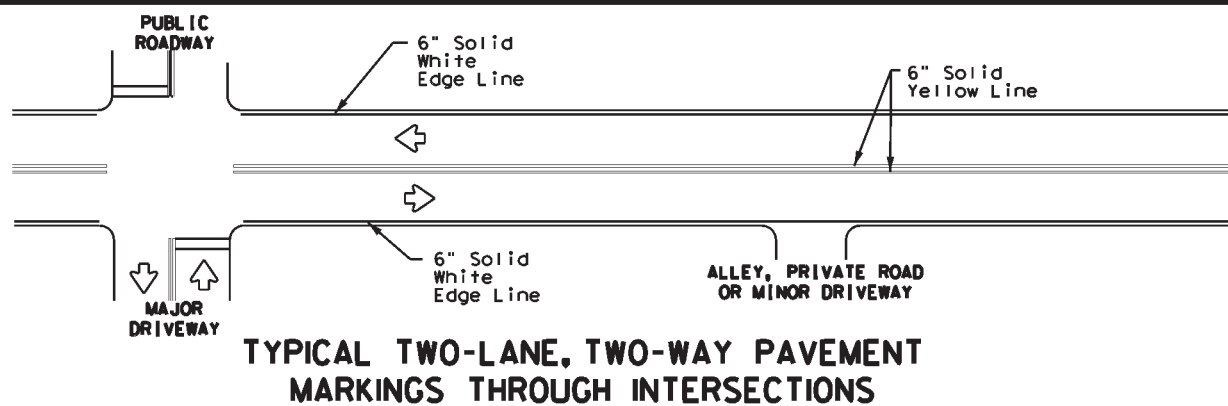 PUBLIC
ROADWAY
6" Solid
White
Edge Line
6" Solid
Yellow Line
6" Solid
White
Edge Line
ALLEY, PRIVATE ROAD
OR MINOR DRIVEWAY
MAJOR
DRIVEWAY
TYPICAL TWO-LANE, TWO-WAY PAVEMENT
MARKINGS THROUGH INTERSECTIONS